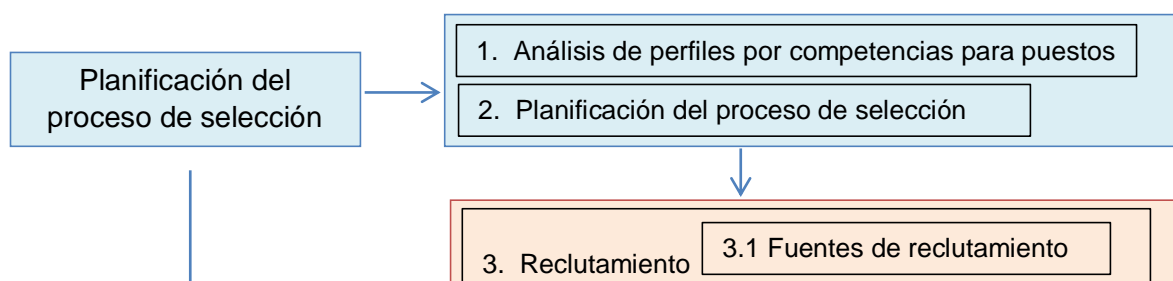 Planificación del
proceso de selección
1. Análisis de perfiles por competencias para puestos
2. Planificación del proceso de selección
3. Reclutamiento
3.1 Fuentes de reclutamiento